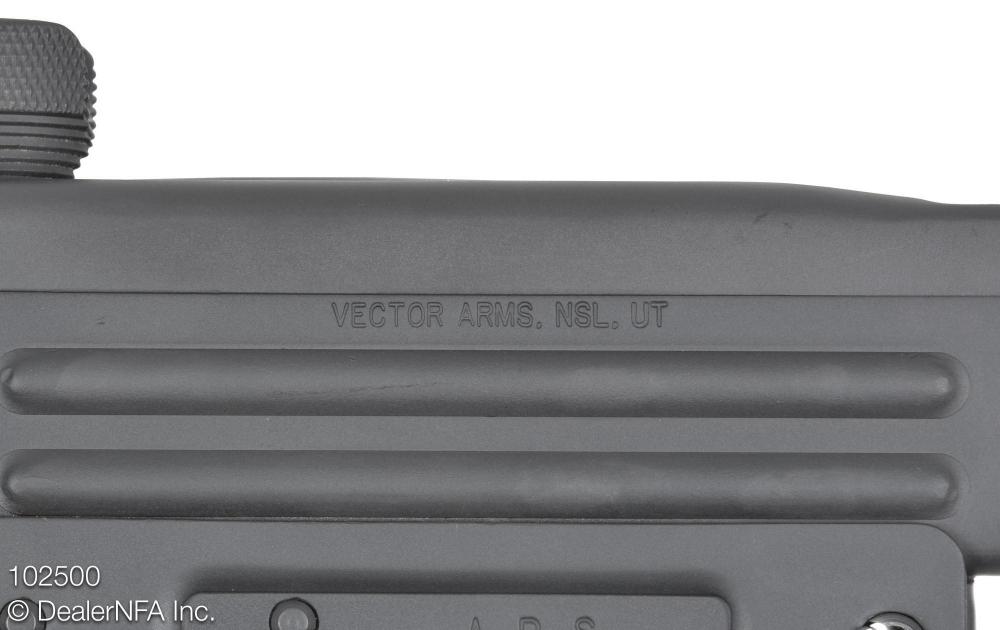 VECTOR ARMS, NSL, UT
A R S
102500
© DealerNFA Inc.